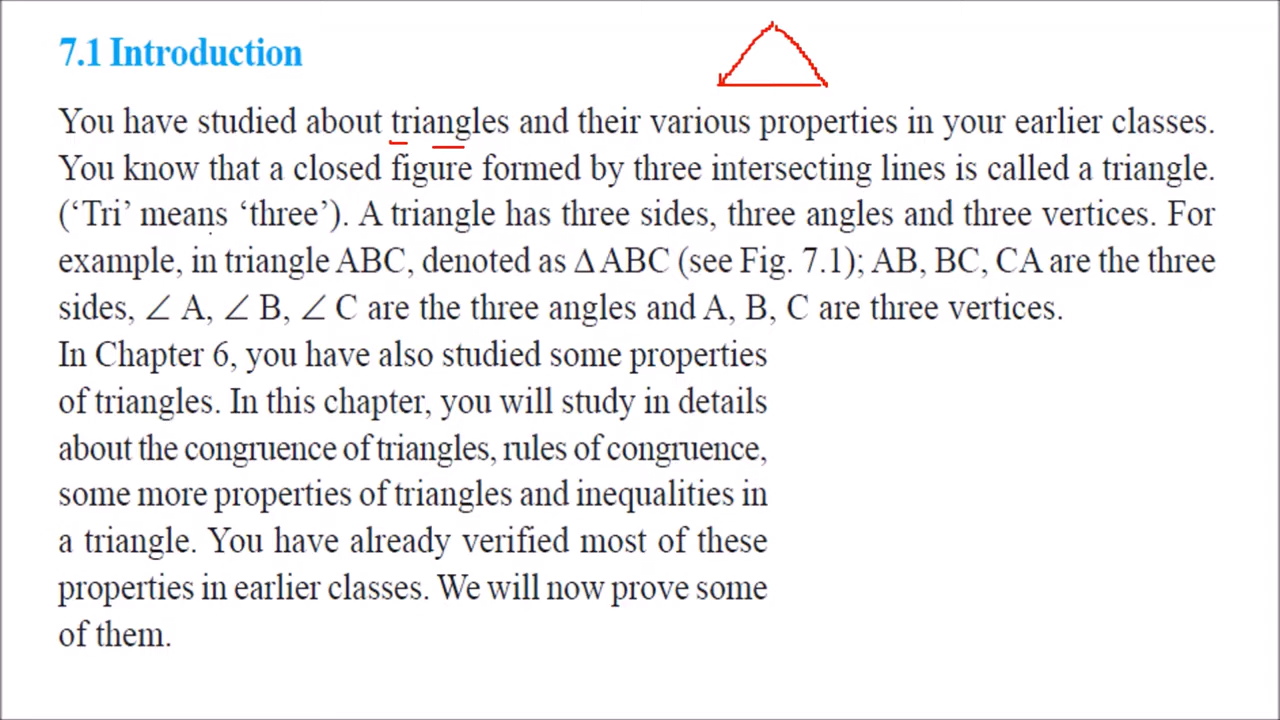 7.1 Introduction
You have studied about triangles and their various properties in your earlier classes.
You know that a closed figure formed by three intersecting lines is called a triangle.
(‘Tri’ means ‘three’). A triangle has three sides, three angles and three vertices. For
example, in triangle ABC, denoted as Δ ABC (see Fig. 7.1); AB, BC, CA are the three
sides, ∠ A, ∠ B, ∠ C are the three angles and A, B, C are three vertices.
In Chapter 6, you have also studied some properties
of triangles. In this chapter, you will study in details
about the congruence of triangles, rules of congruence,
some more properties of triangles and inequalities in
a triangle. You have already verified most of these
properties in earlier classes. We will now prove some
of them.